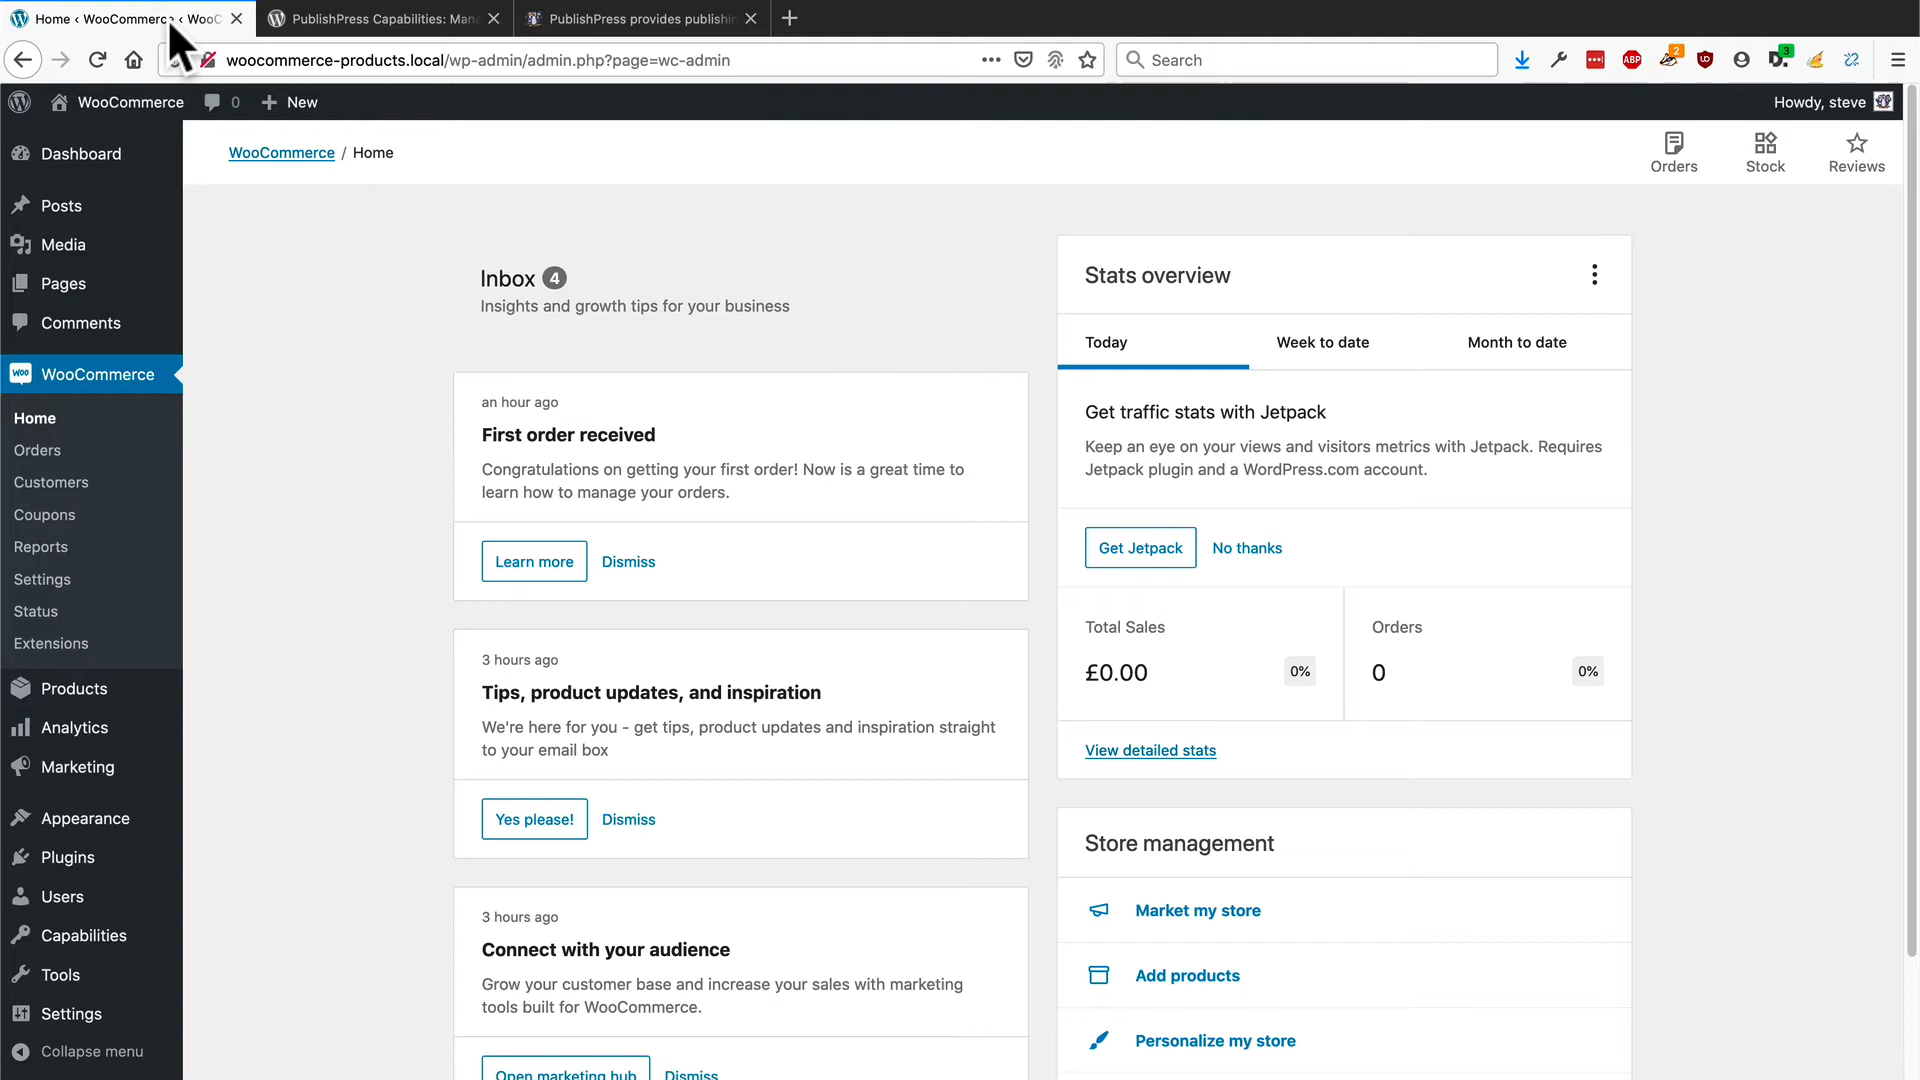 Home ‹ WooCommerce ‹ WooC
PublishPress Capabilities: Mana
PublishPress provides publishin
woocommerce-products.local/wp-admin/admin.php?page=wc-admin
Search
ABP
2
3
WooCommerce
0
New
Howdy, steve
Dashboard
Posts
Media
Pages
Comments
WooCommerce
Home
Orders
Customers
Coupons
Reports
Settings
Status
Extensions
Products
Analytics
Marketing
Appearance
Plugins
Users
Capabilities
Tools
Settings
Collapse menu
WooCommerce / Home
Orders
Stock
Reviews
Inbox 4
Insights and growth tips for your business
an hour ago
First order received
Congratulations on getting your first order! Now is a great time to
learn how to manage your orders.
Learn more
Dismiss
3 hours ago
Tips, product updates, and inspiration
We're here for you - get tips, product updates and inspiration straight
to your email box
Yes please!
Dismiss
3 hours ago
Connect with your audience
Grow your customer base and increase your sales with marketing
tools built for WooCommerce.
Open marketing hub
Dismiss
Stats overview
Today
Week to date
Month to date
Get traffic stats with Jetpack
Keep an eye on your views and visitors metrics with Jetpack. Requires
Jetpack plugin and a WordPress.com account.
Get Jetpack
No thanks
Total Sales
£0.00
0%
Orders
0
0%
View detailed stats
Store management
Market my store
Add products
Personalize my store